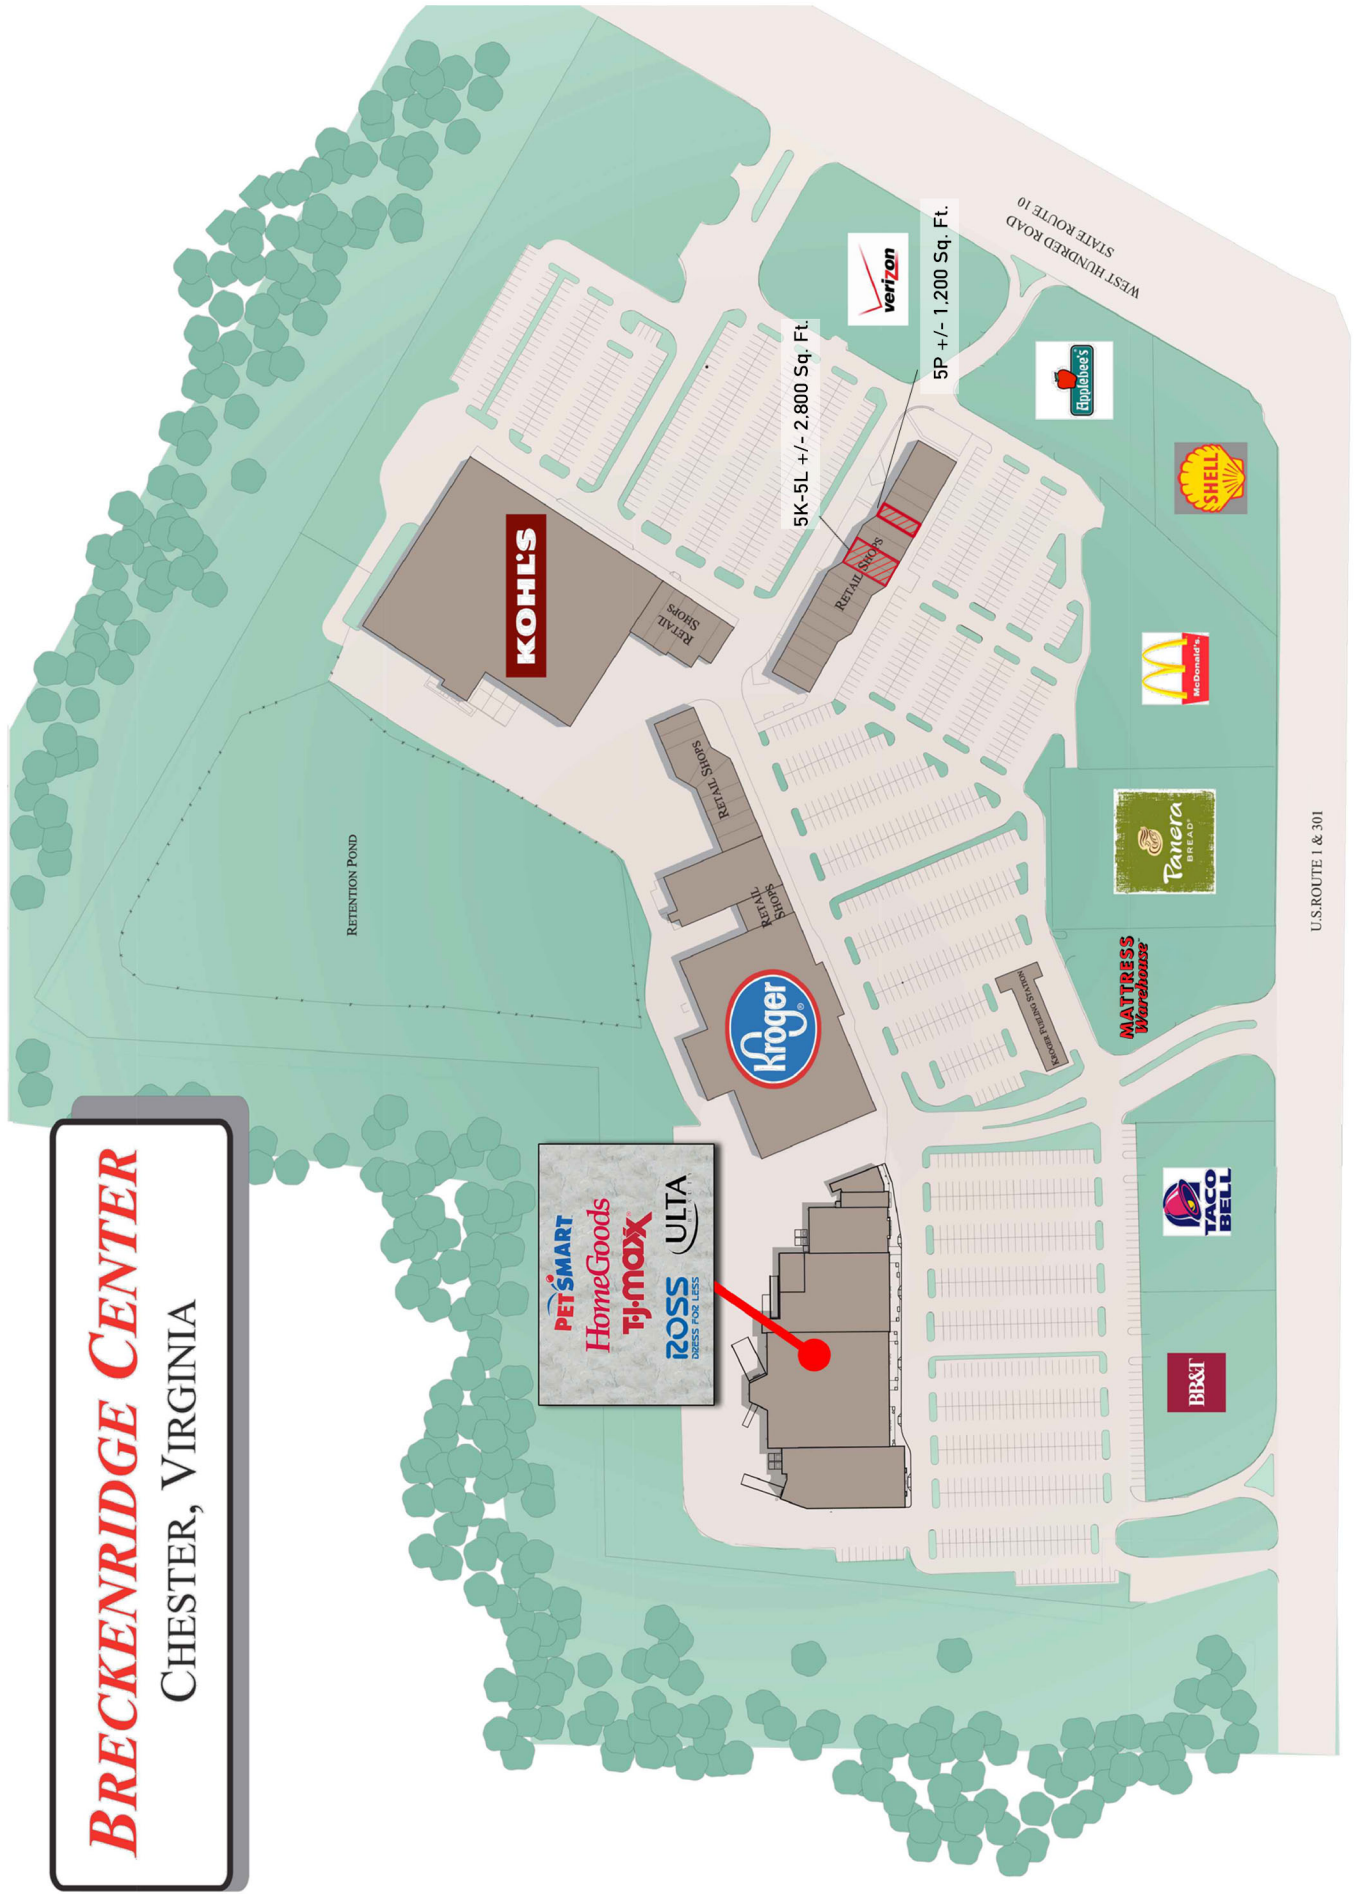 BRECKENRIDGE CENTER
CHESTER, VIRGINIA
RETENTION POND
KOHL'S
RETAIL
SHOPS
RETAIL SHOPS
RETAIL
SHOPS
Kroger
PETSMART
HomeGoods
T.J.maxx
ROSS
DRESS FOR LESS
ULTA
5K-5L +/- 2,800 Sq. Ft.
5P +/- 1,200 Sq. Ft.
RETAIL SHOPS
verizon
WEST HUNDRED ROAD
STATE ROUTE 10
Applebee's
SHELL
McDonald's
Panera
BREAD
MATTRESS
Warehouse
KROGER FUELING STATION
TACO
BELL
BB&T
U.S.ROUTE 1 & 301